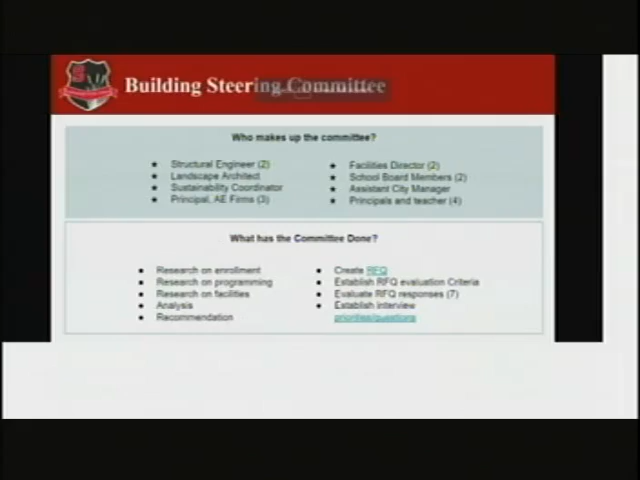 Building Steering Committee
Who makes up the committee?
★ Structural Engineer (2)
★ Landscape Architect
★ Sustainability Coordinator
★ Principal, AE Firms (3)
★ Facilities Director (2)
★ School Board Members (2)
★ Assistant City Manager
★ Principals and teacher (4)
What has the Committee Done?
● Research on enrollment
● Research on programming
● Research on facilities
● Analysis
● Recommendation
● Create RFQ
● Establish RFQ evaluation Criteria
● Evaluate RFQ responses (7)
● Establish interview
priorities/questions